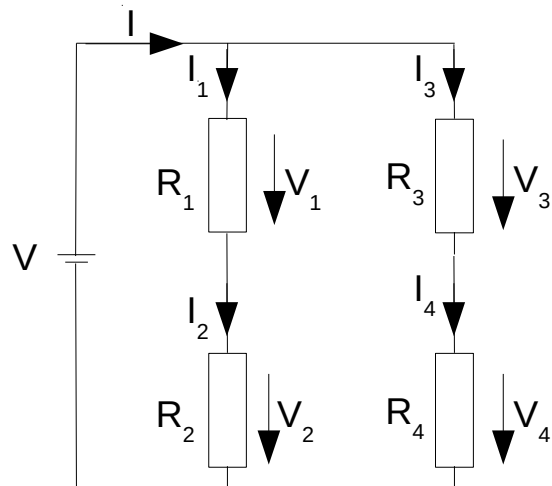 I
I₁ I₃
R₁ V₁ R₃ V₃
V
I₂ I₄
R₂ V₂ R₄ V₄